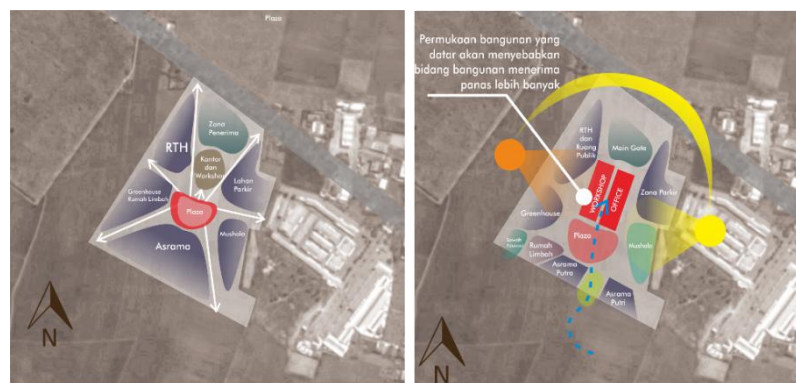 Plaza
Zona
Penerima
RTH
Kantor
dan
Workshop
Lahan
Parkir
Greenhouse
Rumah Limbah
Plaza
Asrama
Mushola
N
Permukaan bangunan yang
datar akan menyebabkan
bidang bangunan menerima
panas lebih banyak
RTH
dan
Ruang
Publik
Main Gate
WORKSHOP
OFFICE
Zona Parkir
Greenhouse
Plaza
Mushola
Rumah
Limbah
Asrama
Putra
Asrama
Putri
N